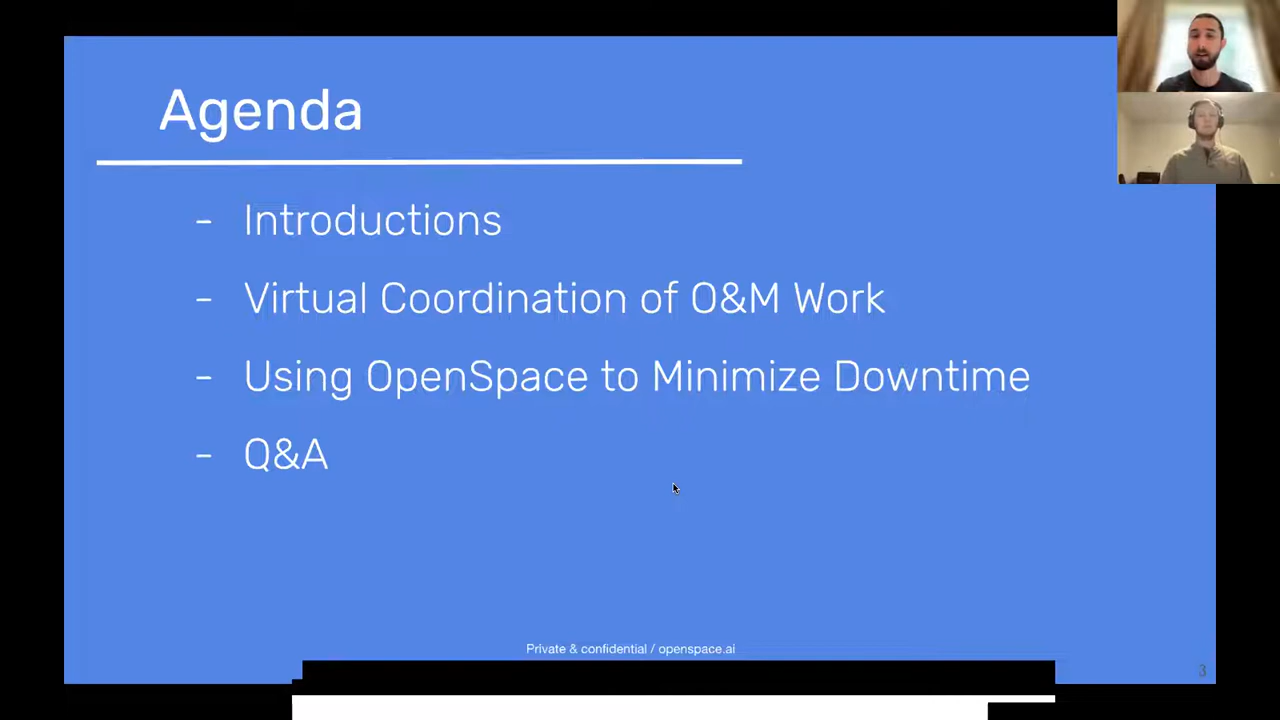 Agenda
- Introductions
- Virtual Coordination of O&M Work
- Using OpenSpace to Minimize Downtime
- Q&A
Private & confidential / openspace.ai
3